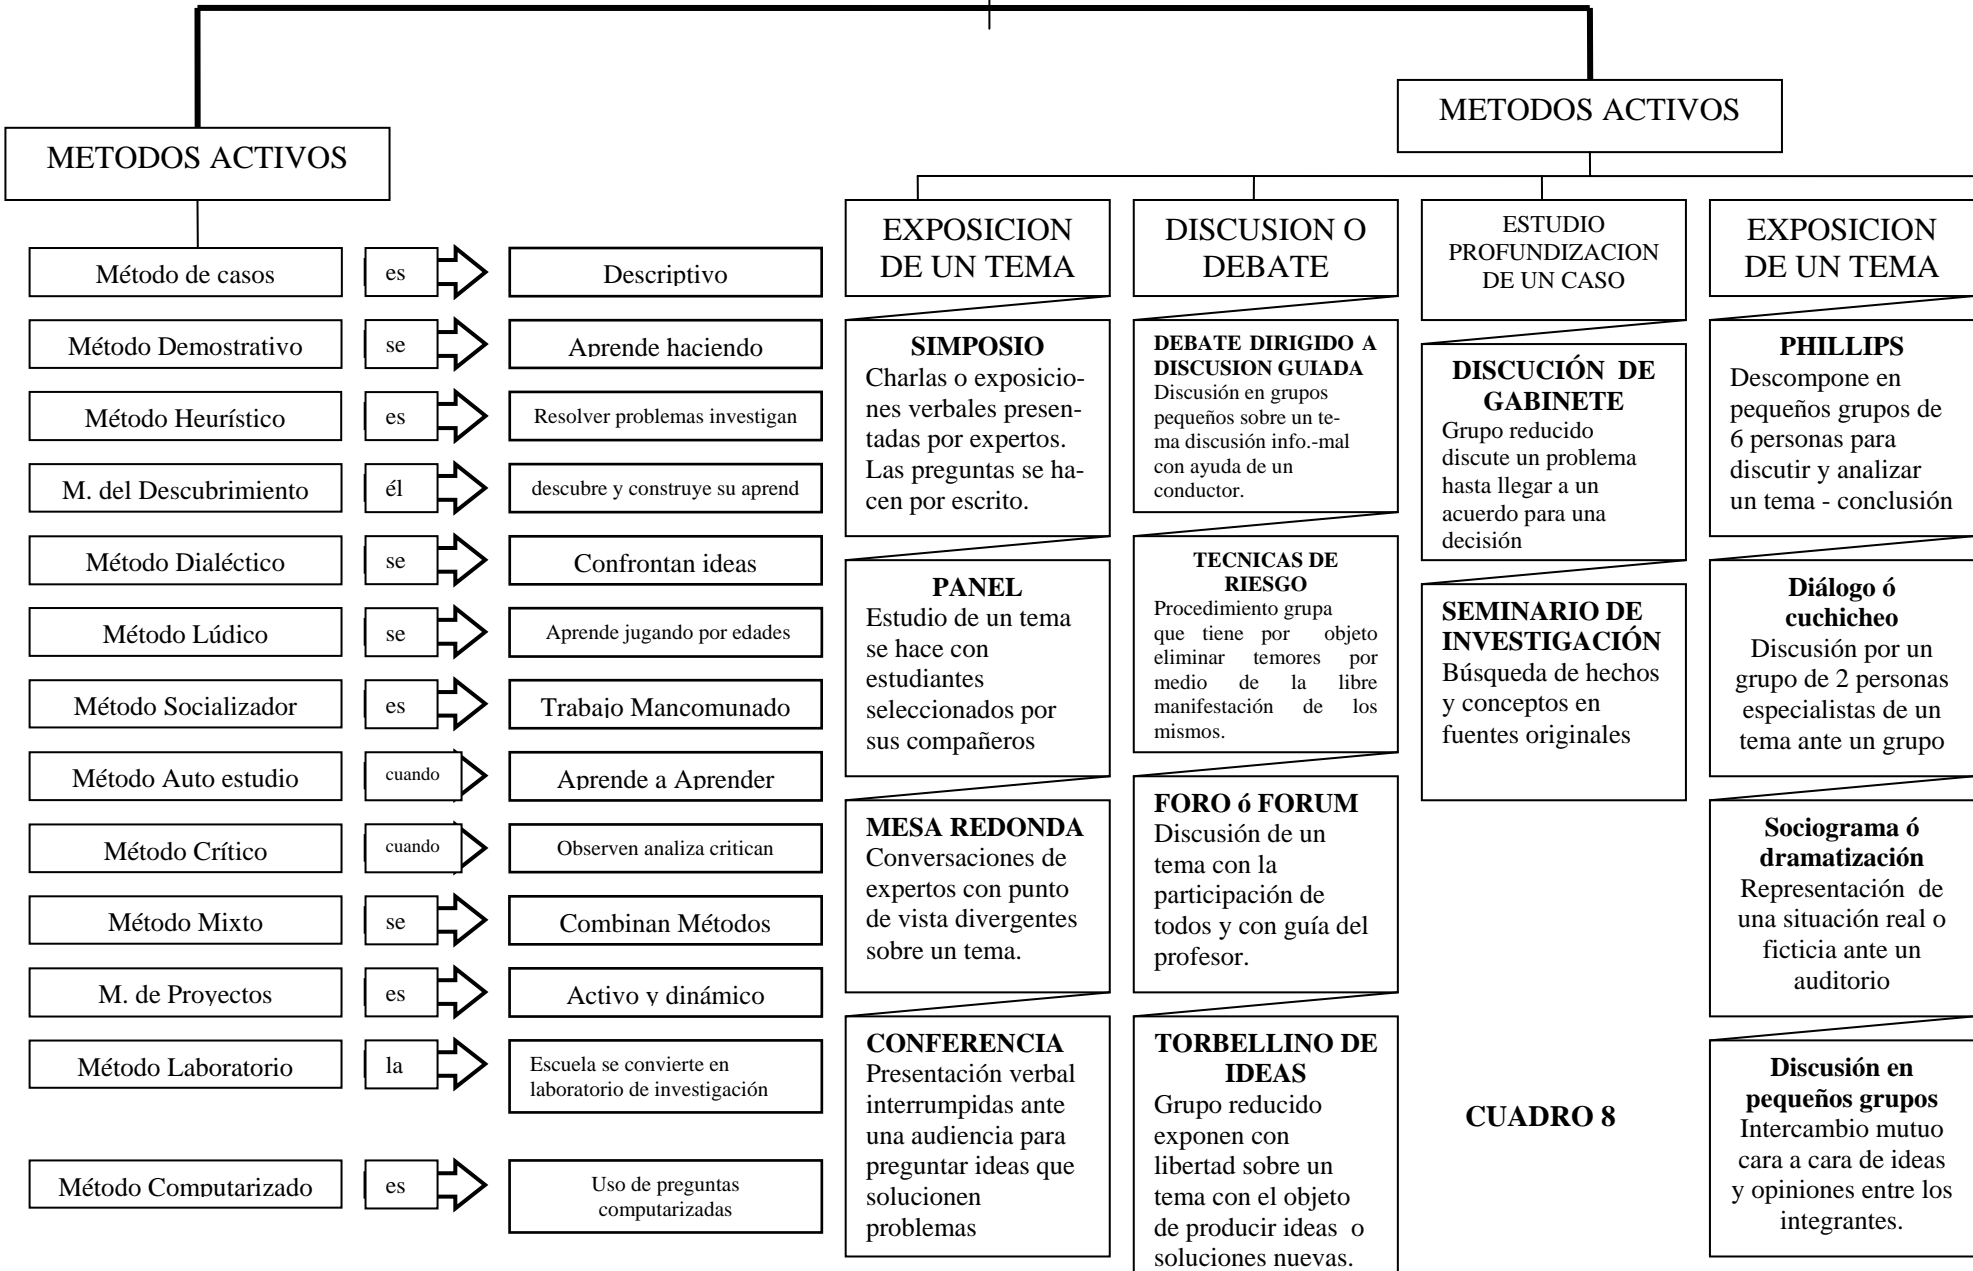 METODOS ACTIVOS
METODOS ACTIVOS
Método de casos
es
Descriptivo
Método Demostrativo
se
Aprende haciendo
Método Heurístico
es
Resolver problemas investigan
M. del Descubrimiento
él
descubre y construye su aprend
Método Dialéctico
se
Confrontan ideas
Método Lúdico
se
Aprende jugando por edades
Método Socializador
es
Trabajo Mancomunado
Método Auto estudio
cuando
Aprende a Aprender
Método Crítico
cuando
Observen analiza critican
Método Mixto
se
Combinan Métodos
M. de Proyectos
es
Activo y dinámico
Método Laboratorio
la
Escuela se convierte en
laboratorio de investigación
Método Computarizado
es
Uso de preguntas
computarizadas
EXPOSICION
DE UN TEMA
SIMPOSIO
Charlas o exposicio-
nes verbales presen-
tadas por expertos.
Las preguntas se ha-
cen por escrito.
PANEL
Estudio de un tema
se hace con
estudiantes
seleccionados por
sus compañeros
MESA REDONDA
Conversaciones de
expertos con punto
de vista divergentes
sobre un tema.
CONFERENCIA
Presentación verbal
interrumpidas ante
una audiencia para
preguntar ideas que
solucionen
problemas
DISCUSION O
DEBATE
DEBATE DIRIGIDO A
DISCUSION GUIADA
Discusión en grupos
pequeños sobre un te-
ma discusión info.-mal
con ayuda de un
conductor.
TECNICAS DE
RIESGO
Procedimiento grupa
que tiene por objeto
eliminar temores por
medio de la libre
manifestación de los
mismos.
FORO ó FORUM
Discusión de un
tema con la
participación de
todos y con guía del
profesor.
TORBELLINO DE
IDEAS
Grupo reducido
exponen con
libertad sobre un
tema con el objeto
de producir ideas o
soluciones nuevas.
ESTUDIO
PROFUNDIZACION
DE UN CASO
DISCUCIÓN DE
GABINETE
Grupo reducido
discute un problema
hasta llegar a un
acuerdo para una
decisión
SEMINARIO DE
INVESTIGACIÓN
Búsqueda de hechos
y conceptos en
fuentes originales
CUADRO 8
EXPOSICION
DE UN TEMA
PHILLIPS
Descompone en
pequeños grupos de
6 personas para
discutir y analizar
un tema - conclusión
Diálogo ó
cuchicheo
Discusión por un
grupo de 2 personas
especialistas de un
tema ante un grupo
Sociograma ó
dramatización
Representación de
una situación real o
ficticia ante un
auditorio
Discusión en
pequeños grupos
Intercambio mutuo
cara a cara de ideas
y opiniones entre los
integrantes.